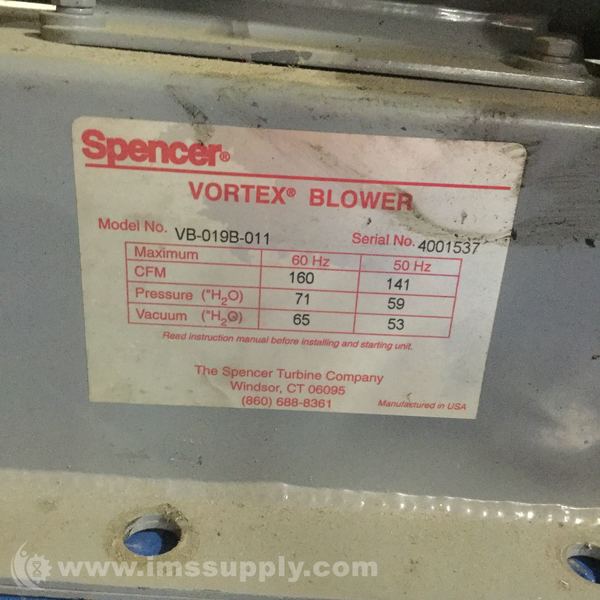 Spencer®
VORTEX® BLOWER
Model No. VB-019B-011 Serial No. 4001537
Maximum 60 Hz 50 Hz
CFM 160 141
Pressure ("H₂O) 71 59
Vacuum ("H₂O) 65 53
Read instruction manual before installing and starting unit.
The Spencer Turbine Company
Windsor, CT 06095
(860) 688-8361 Manufactured in USA
© www.imssupply.com